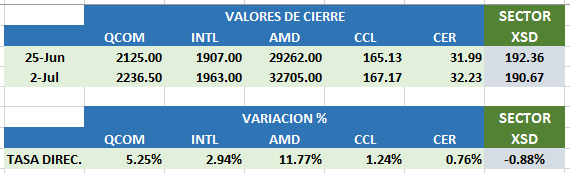 VALORES DE CIERRE SECTOR
QCOM INTL AMD CCL CER XSD
25-Jun 2125.00 1907.00 29262.00 165.13 31.99 192.36
2-Jul 2236.50 1963.00 32705.00 167.17 32.23 190.67
VARIACION % SECTOR
QCOM INTL AMD CCL CER XSD
TASA DIREC. 5.25% 2.94% 11.77% 1.24% 0.76% -0.88%